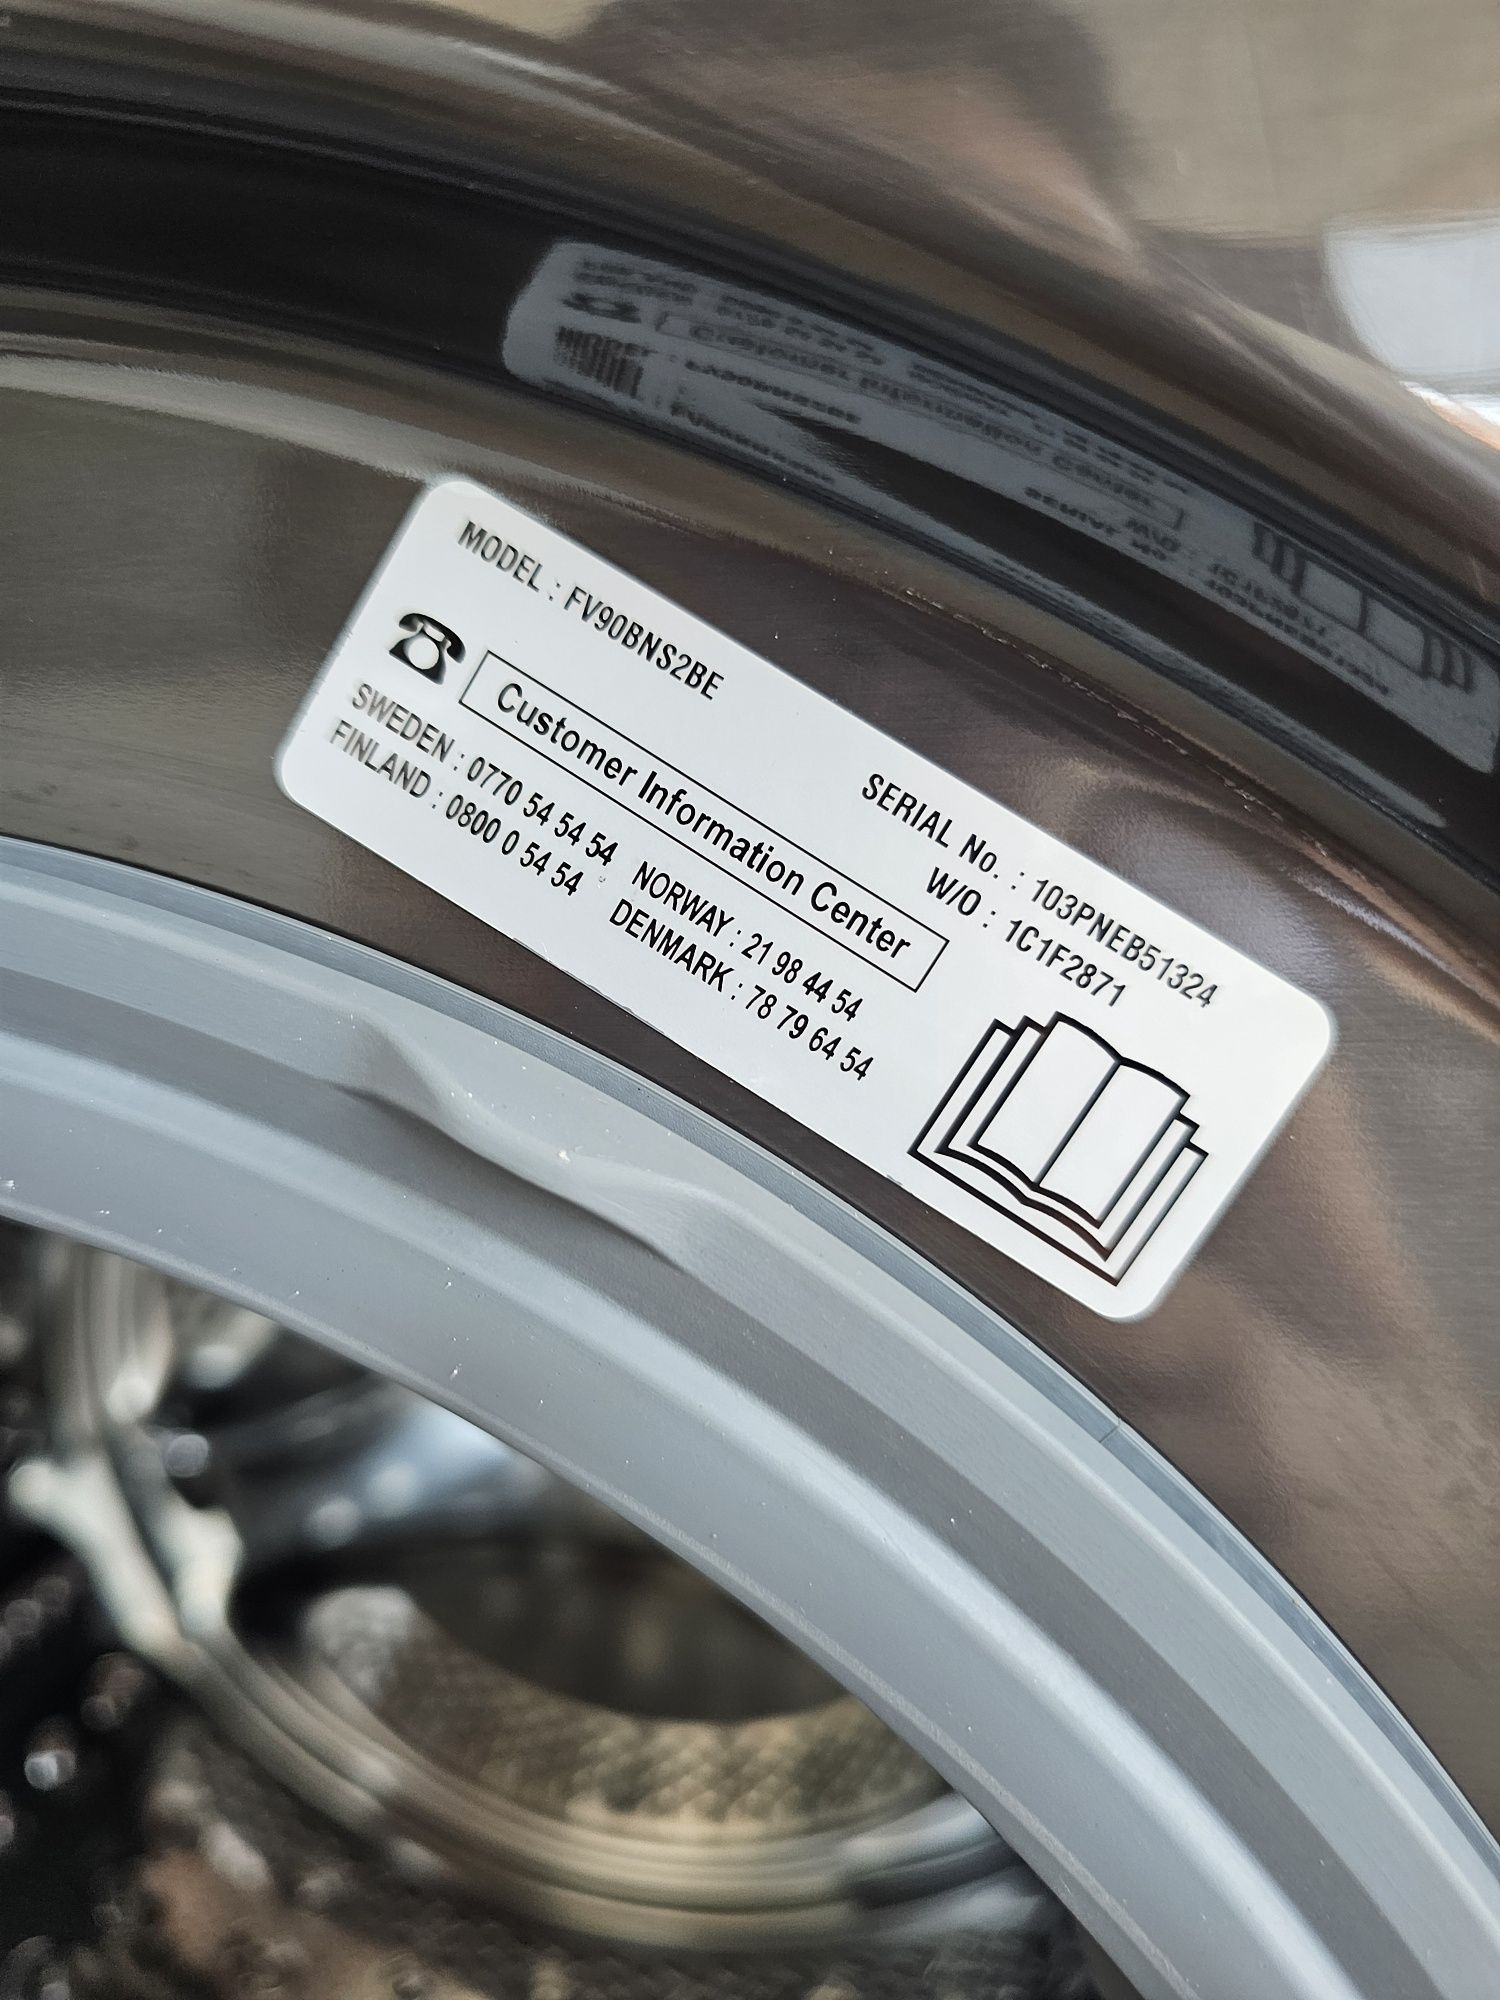 MODEL : FV90BNS2BE
SERIAL No. : 103PNEB51324
W/O : 1C1F2871
Customer Information Center
SWEDEN : 0770 54 54 54 NORWAY : 21 98 44 54
FINLAND : 0800 0 54 54 DENMARK : 78 79 64 54